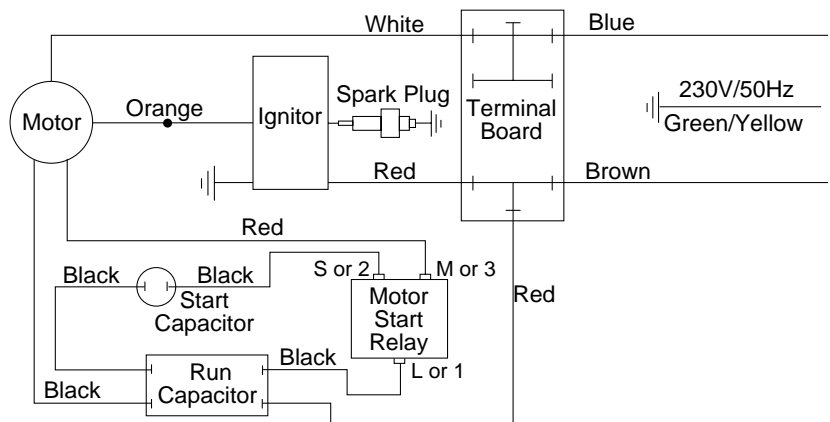 White
Blue
Orange
Motor
Ignitor
Spark Plug
Terminal
Board
230V/50Hz
Green/Yellow
Red
Brown
Red
Black
Black
S or 2
M or 3
Start
Capacitor
Motor
Start
Relay
Red
Black
L or 1
Run
Capacitor
Black